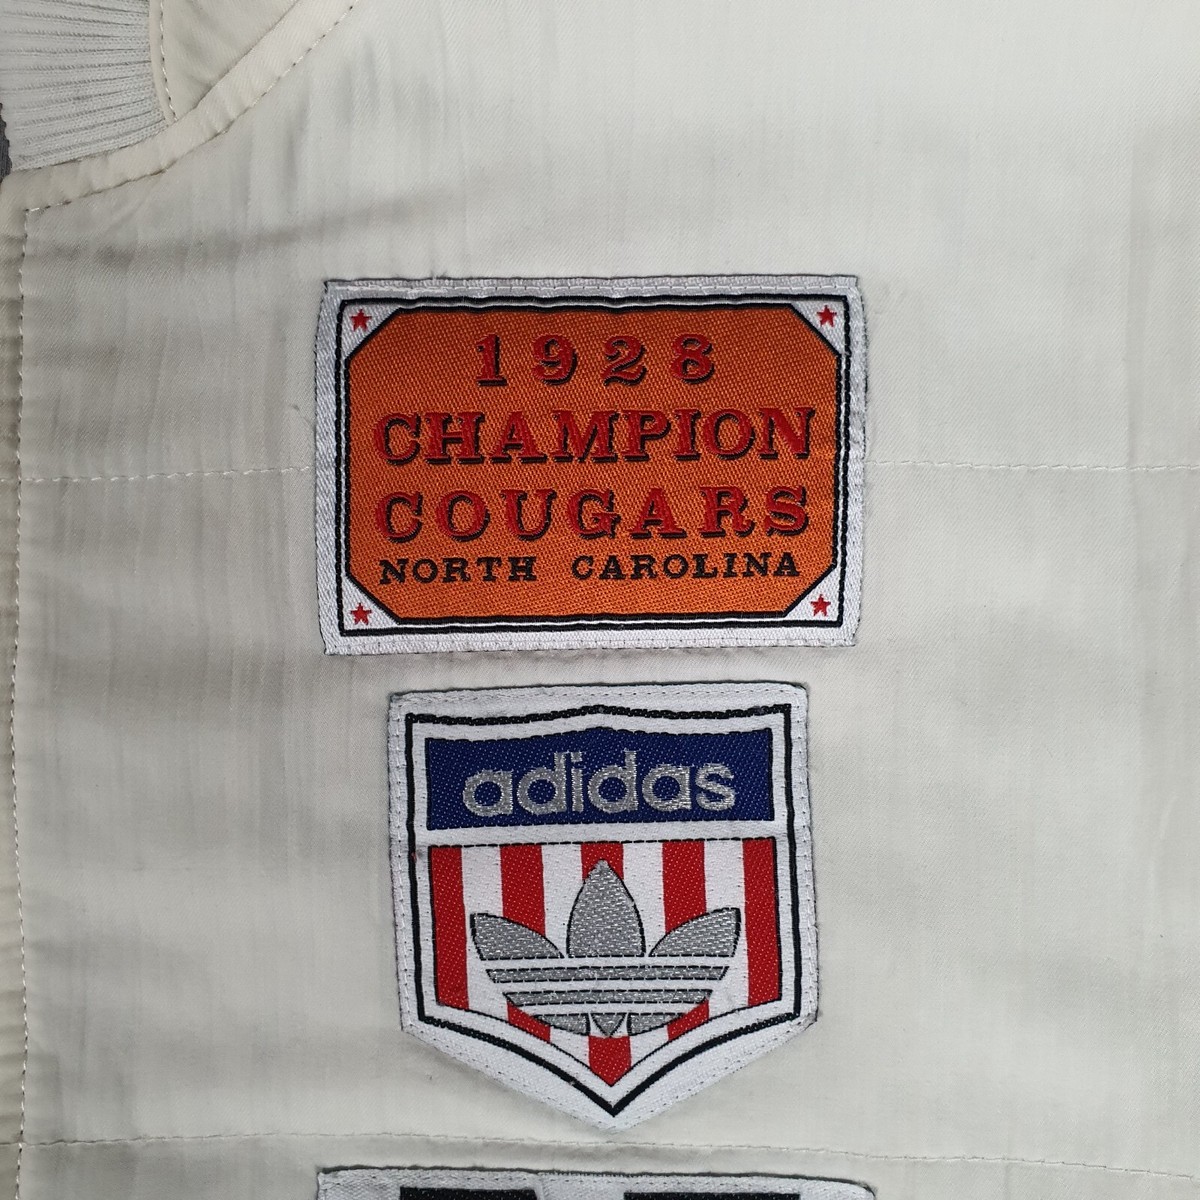 1928
CHAMPION
COUGARS
NORTH CAROLINA
adidas